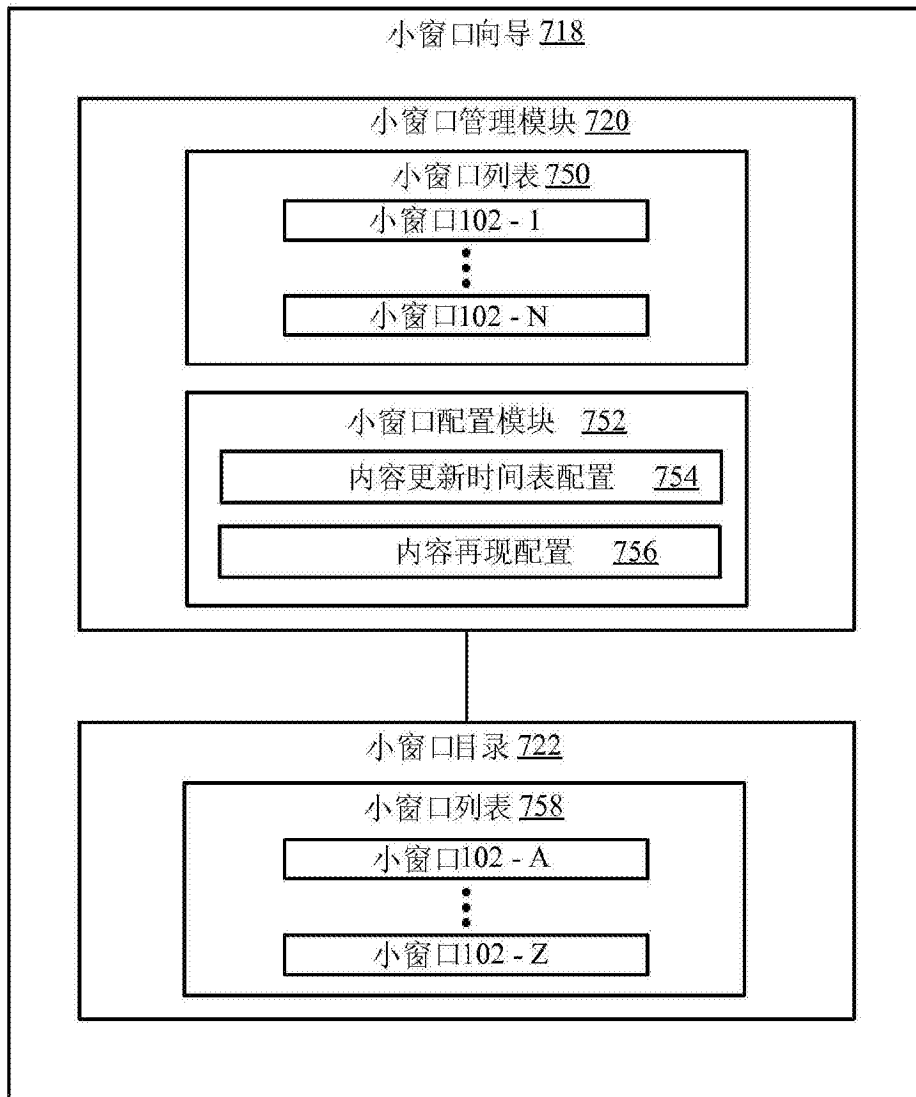 小窗口向导 718
小窗口管理模块 720
小窗口列表 750
小窗口102 - 1
小窗口102 - N
小窗口配置模块 752
内容更新时间表配置 754
内容再现配置 756
小窗口目录 722
小窗口列表 758
小窗口102 - A
小窗口102 - Z